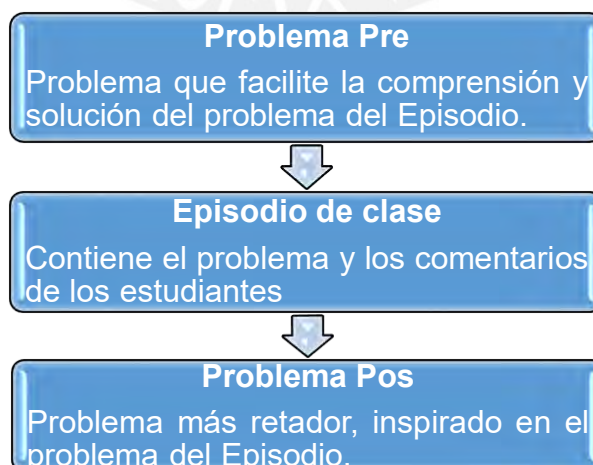 Problema Pre
Problema que facilite la comprensión y
solución del problema del Episodio.
Episodio de clase
Contiene el problema y los comentarios
de los estudiantes
Problema Pos
Problema más retador, inspirado en el
problema del Episodio.